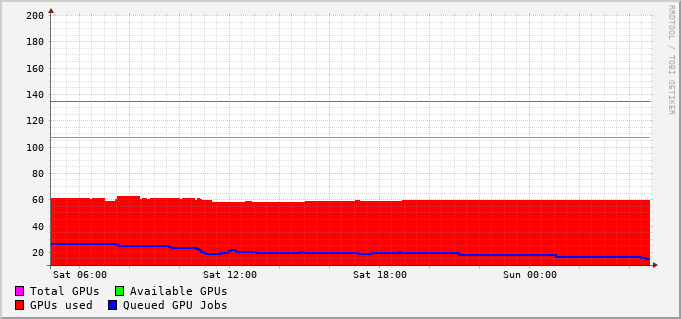 200
180
160
140
120
100
80
60
40
20
Sat 06:00 Sat 12:00 Sat 18:00 Sun 00:00
Total GPUs Available GPUs
GPUs used Queued GPU Jobs
RRDTOOL / TOBI OETIKER